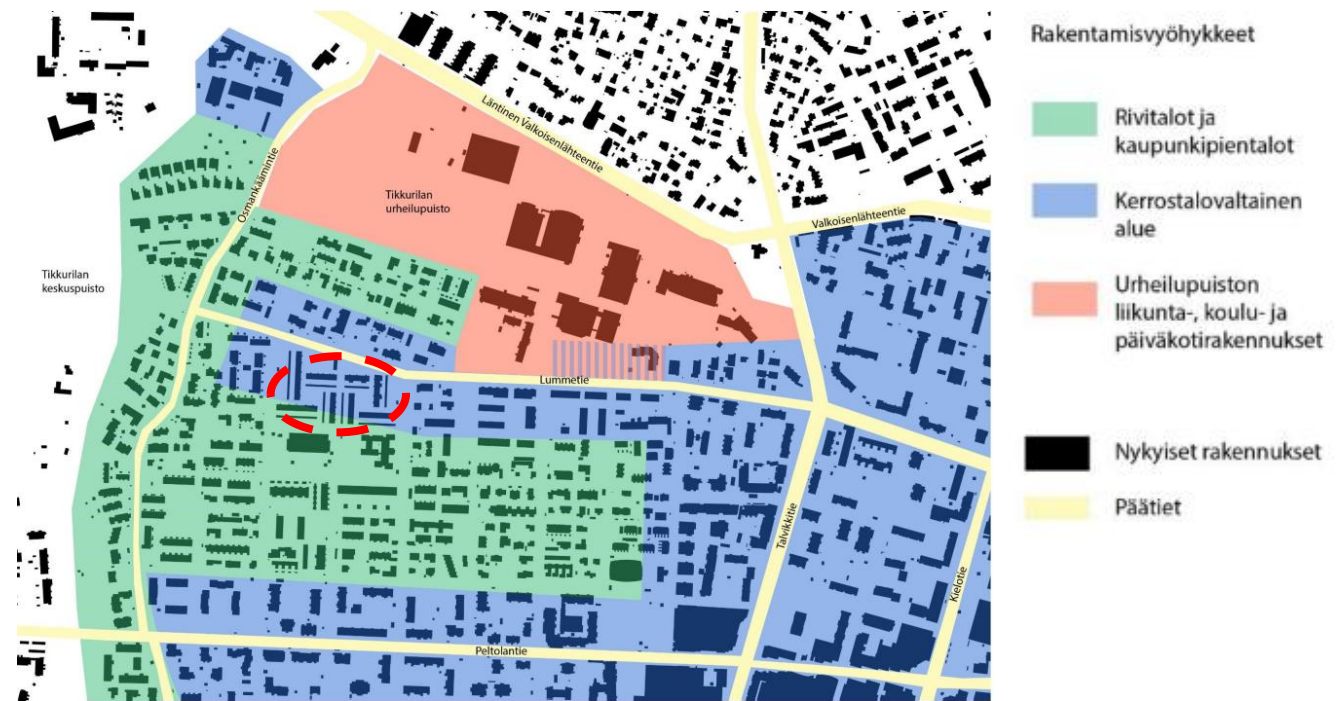 Läntinen Valkoisenlähteentie
Osmankäämintie
Tikkurilan
urheilupuisto
Valkoisenlähteentie
Tikkurilan
keskuspuisto
Lummetie
Talvikkitie
Kielotie
Peltolantie
Rakentamisvyöhykkeet
Rivitalot ja
kaupunkipientalot
Kerrostalovaltainen
alue
Urheilupuiston
liikunta-, koulu- ja
päiväkotirakennukset
Nykyiset rakennukset
Päätiet